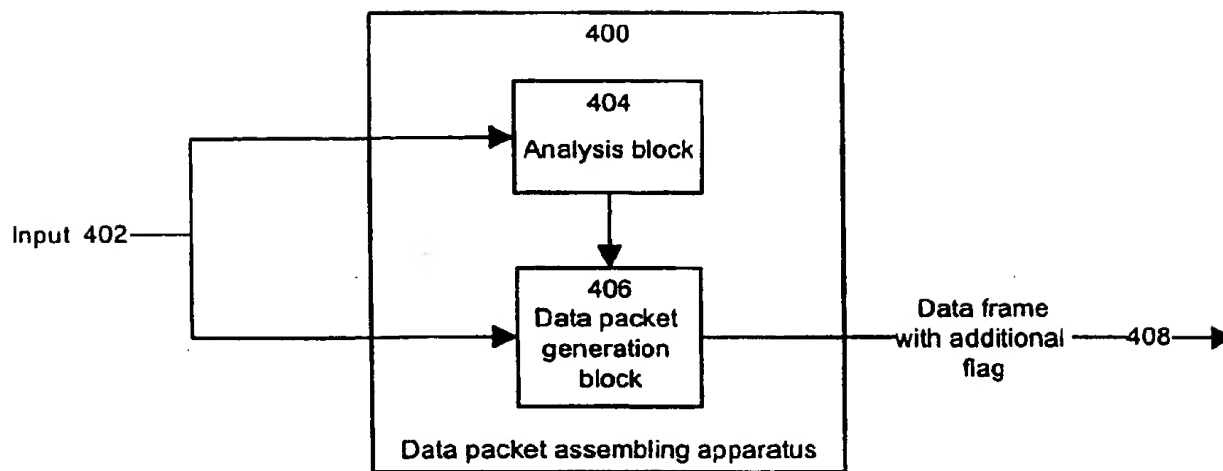 400
404
Analysis block
Input 402
406
Data packet
generation
block
Data frame
with additional
flag
408
Data packet assembling apparatus